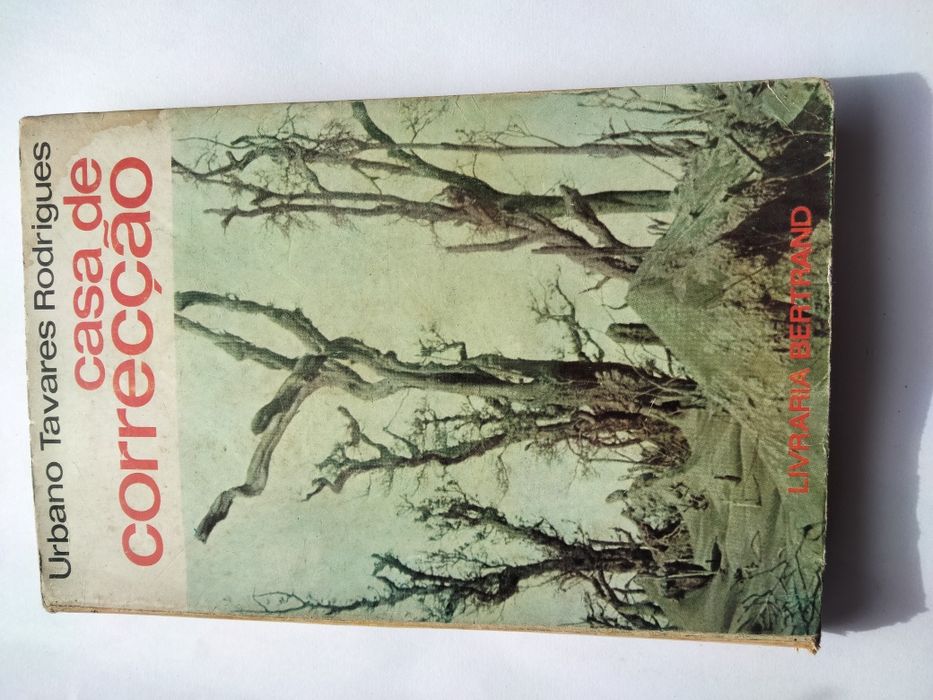 Urbano Tavares Rodrigues
casa de
correcção
LIVRARIA BERTRAND